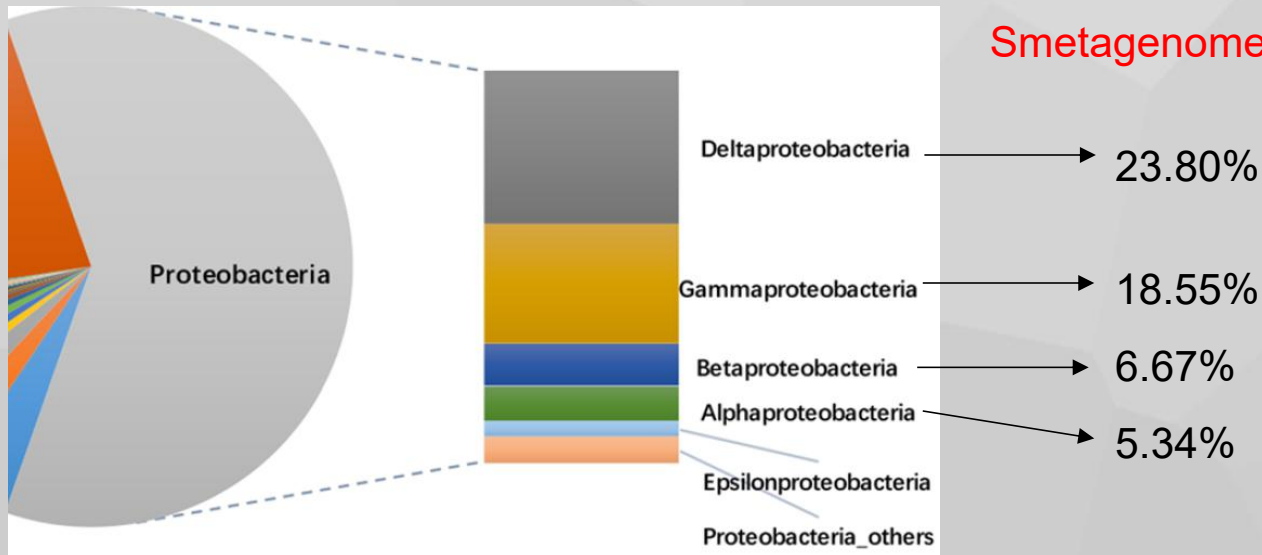 Smetagenome
Deltaproteobacteria
23.80%
Proteobacteria
Gammaproteobacteria
18.55%
Betaproteobacteria
6.67%
Alphaproteobacteria
5.34%
Epsilonproteobacteria
Proteobacteria_others